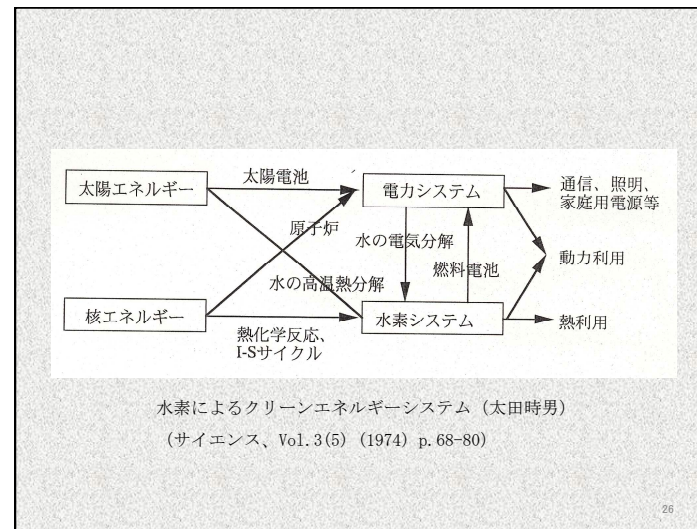 太陽エネルギー
太陽電池
電力システム
通信、照明、
家庭用電源等
原子炉
水の電気分解
動力利用
燃料電池
水の高温熱分解
核エネルギー
水素システム
熱利用
熱化学反応、
I-Sサイクル
水素によるクリーンエネルギーシステム（太田時男）
（サイエンス、Vol.3(5) (1974) p.68-80）
26